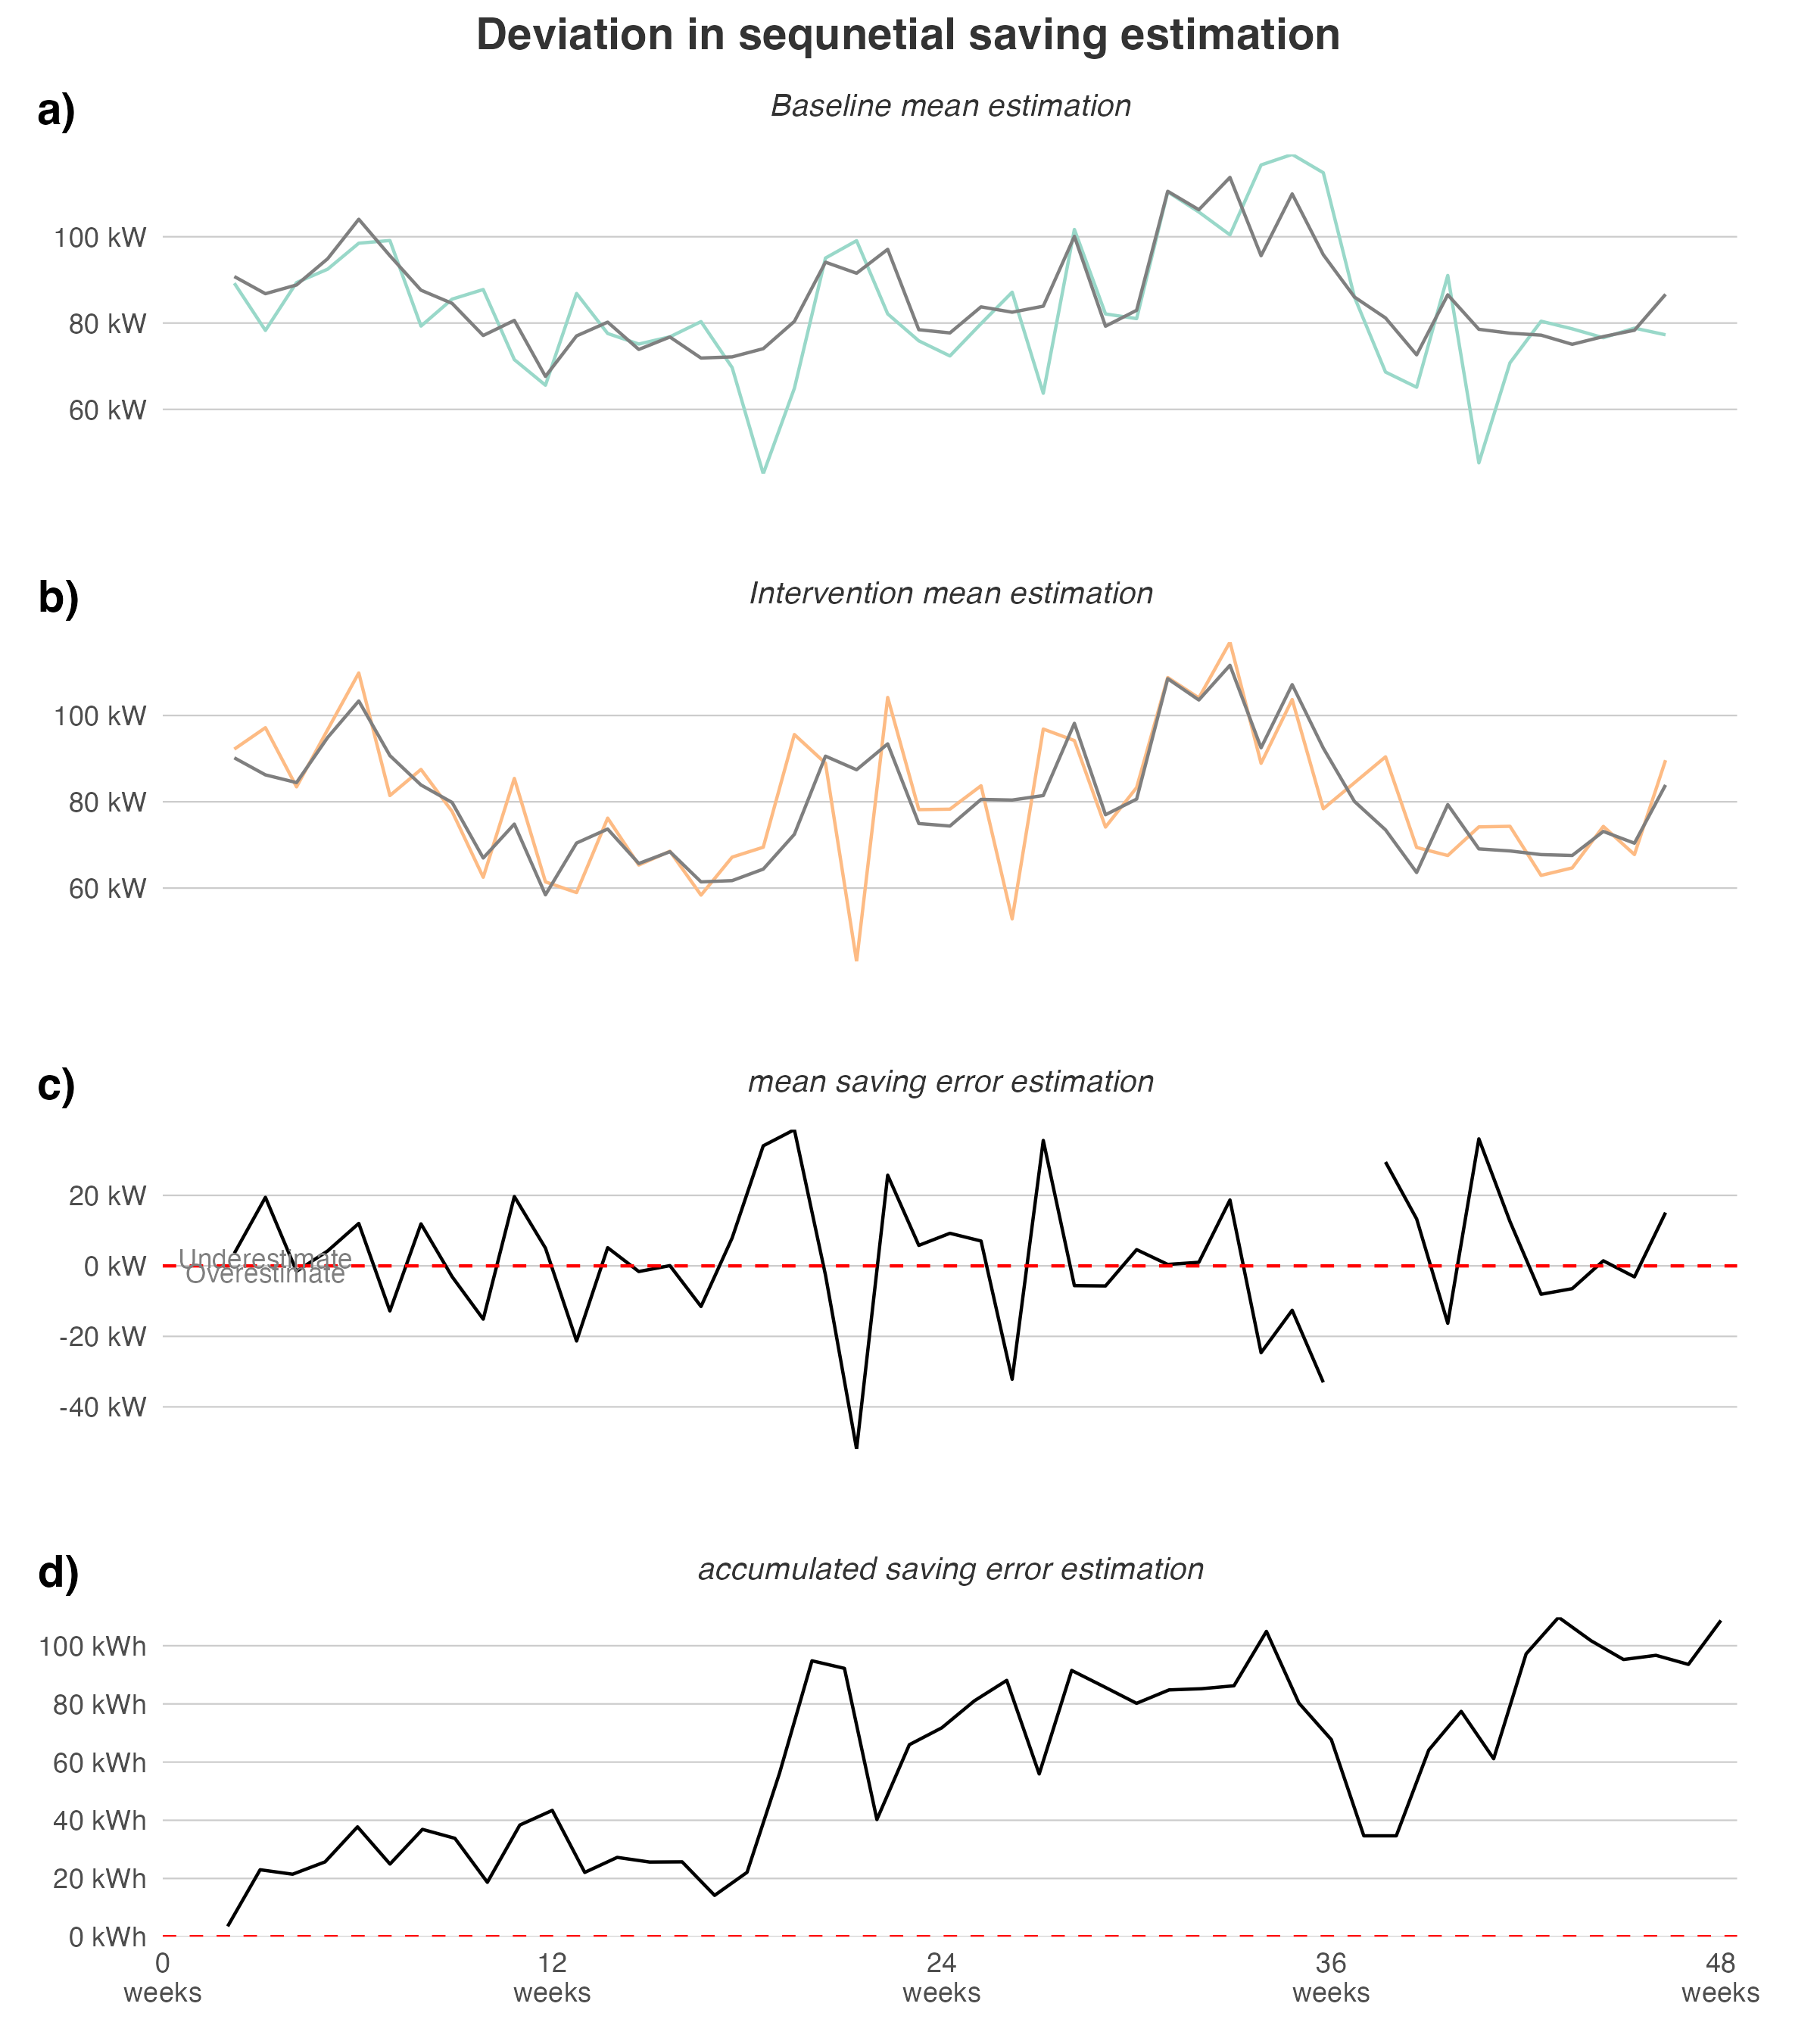 Deviation in sequnetial saving estimation
a)
Baseline mean estimation
100 kW
80 kW
60 kW
b)
Intervention mean estimation
100 kW
80 kW
60 kW
c)
mean saving error estimation
20 kW
Underestimate
0 kW
Overestimate
-20 kW
-40 kW
d)
accumulated saving error estimation
100 kWh
80 kWh
60 kWh
40 kWh
20 kWh
0 kWh
0 12 24 36 48
weeks weeks weeks weeks weeks